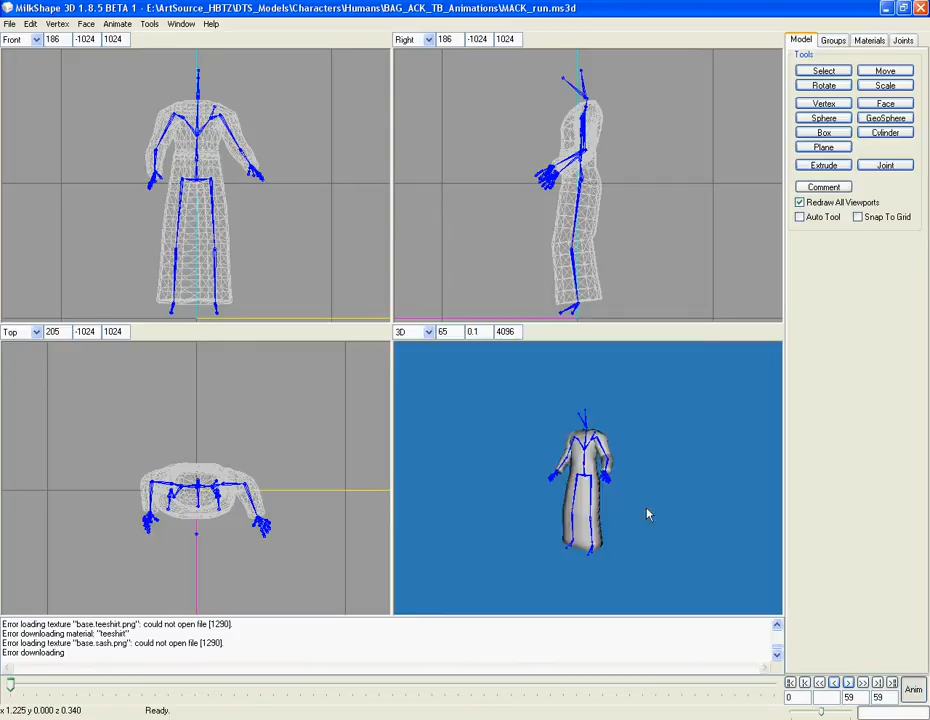 MilkShape 3D 1.8.5 BETA 1 - E:\ArtSource_HBTZ\DTS_Models\Characters\Humans\BAG_ACK_TB_Animations\MACK_run.ms3d
File Edit Vertex Face Animate Tools Window Help
Front 186 -1024 1024 Right 186 -1024 1024
Model Groups Materials Joints
Tools
Select Move
Rotate Scale
Vertex Face
Sphere GeoSphere
Box Cylinder
Plane
Extrude Joint
Comment
Redraw All Viewports
Auto Tool Snap To Grid
Top 205 -1024 1024 3D 65 0.1 4096
Error loading texture "base.teeshirt.png": could not open file [1290].
Error downloading material: "teeshirt"
Error loading texture "base.sash.png": could not open file [1290].
Error downloading
0 59 59 Anim
x 1.225 y 0.000 z 0.340 Ready.